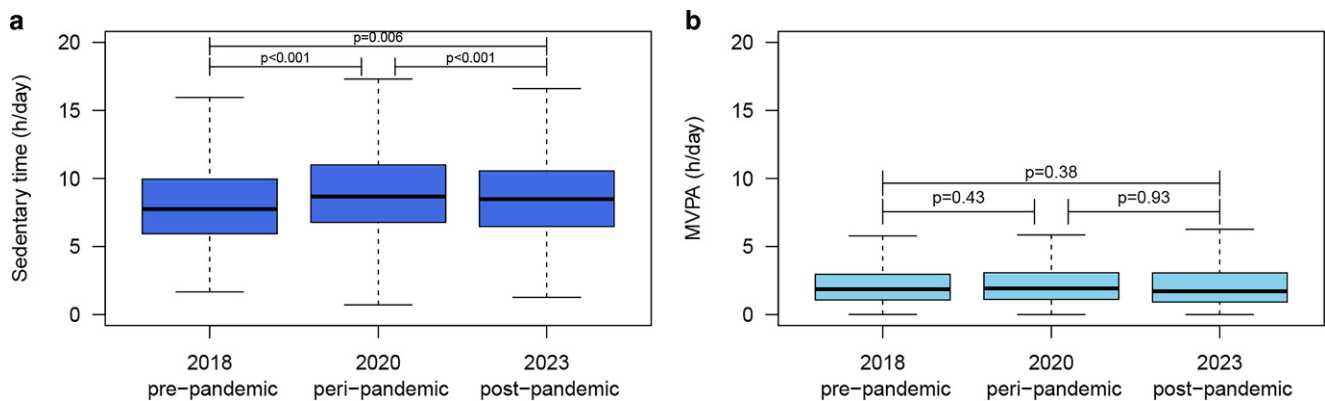 a
Sedentary time (h/day)
20
15
10
5
0
p=0.006
p<0.001
p<0.001
2018
pre−pandemic
2020
peri−pandemic
2023
post−pandemic
b
MVPA (h/day)
20
15
10
5
0
p=0.38
p=0.43
p=0.93
2018
pre−pandemic
2020
peri−pandemic
2023
post−pandemic